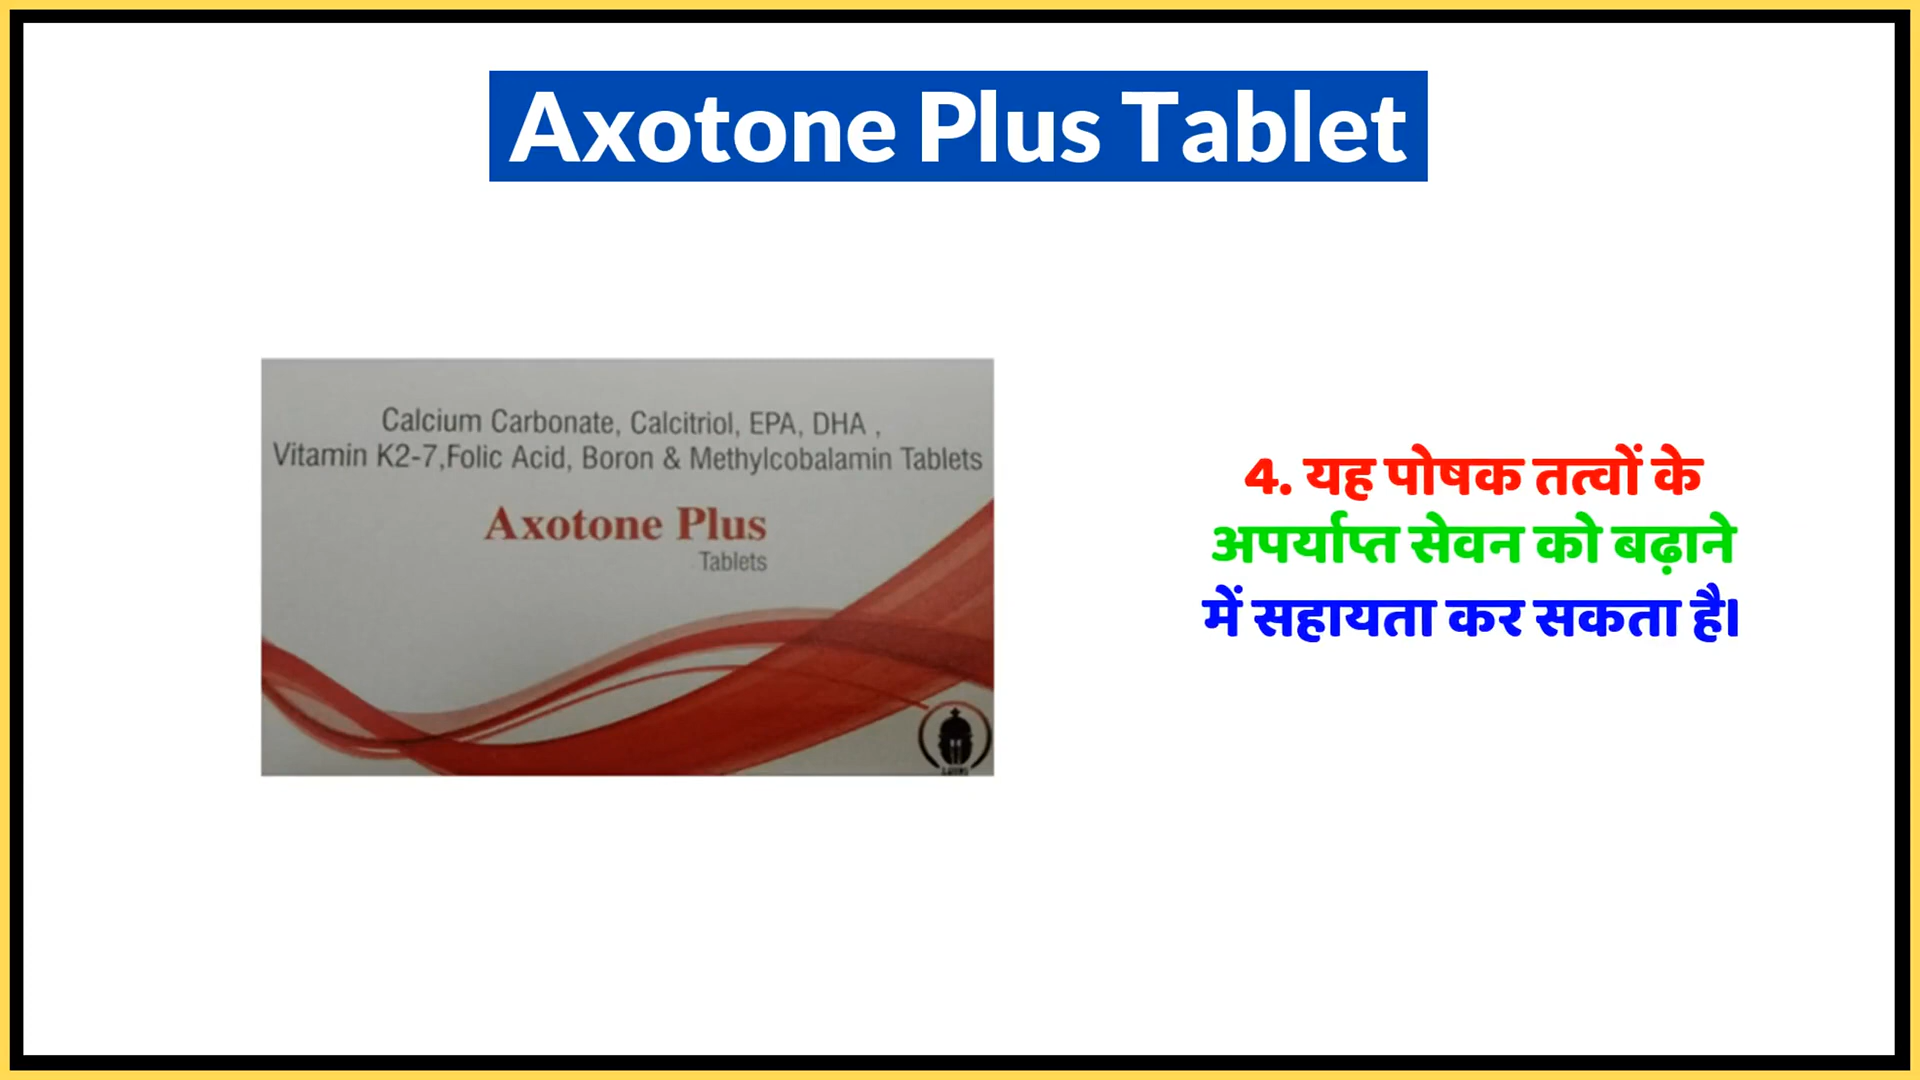 Axotone Plus Tablet
Calcium Carbonate, Calcitriol, EPA, DHA ,
Vitamin K2-7,Folic Acid, Boron & Methylcobalamin Tablets
Axotone Plus
Tablets
4. यह पोषक तत्वों के
अपर्याप्त सेवन को बढ़ाने
में सहायता कर सकता है।